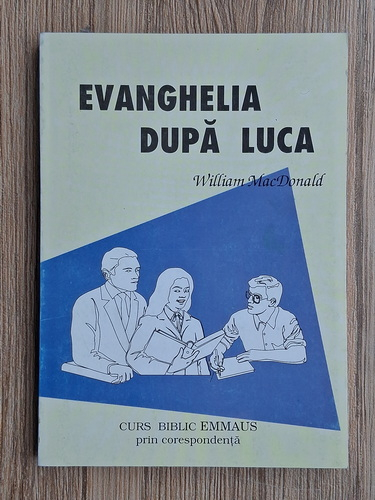 EVANGHELIA
DUPĂ LUCA
William MacDonald
CURS BIBLIC EMMAUS
prin corespondență